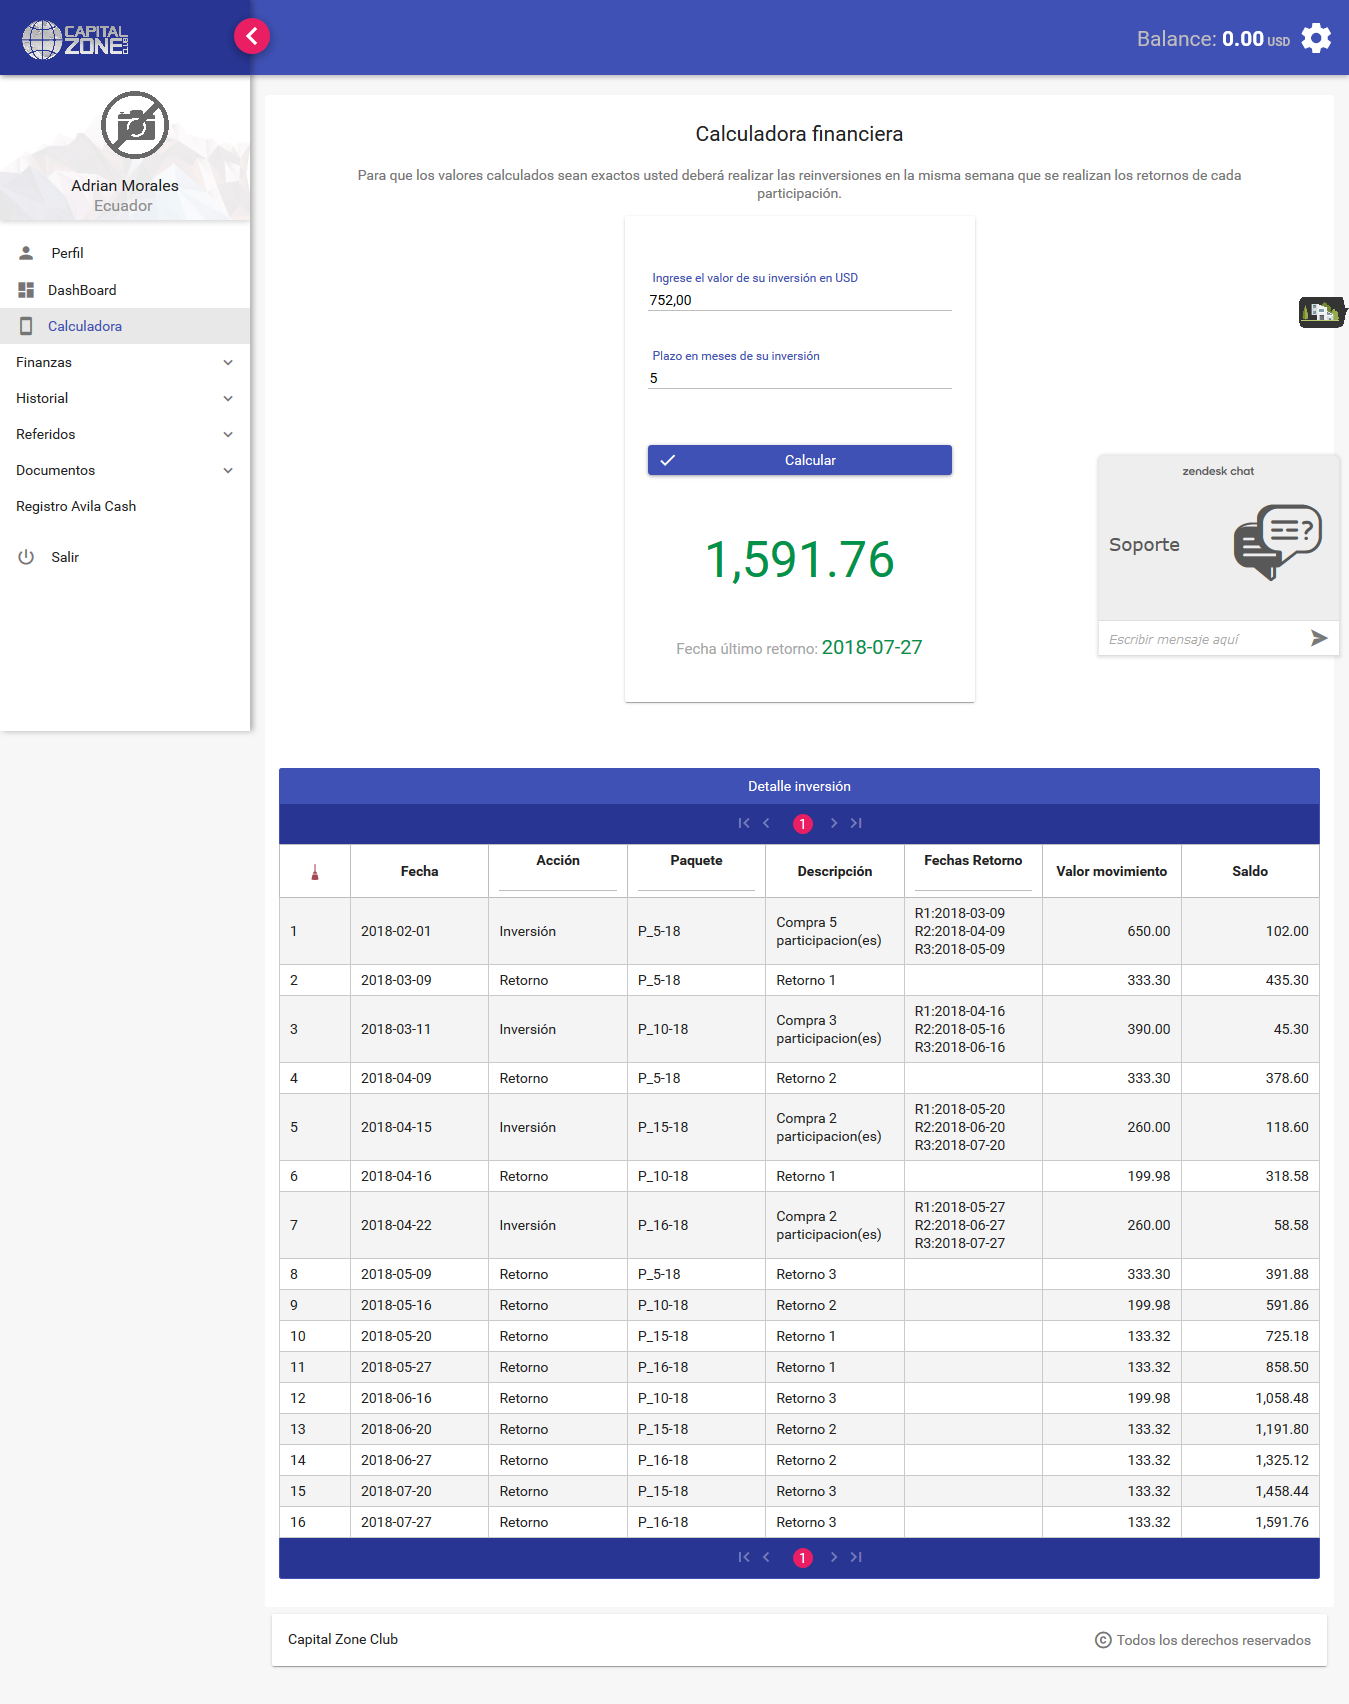 CAPITAL
ZONE
CLUB
Balance: 0.00 USD
Adrian Morales
Ecuador
Perfil
DashBoard
Calculadora
Finanzas
Historial
Referidos
Documentos
Registro Avila Cash
Salir
Calculadora financiera
Para que los valores calculados sean exactos usted deberá realizar las reinversiones en la misma semana que se realizan los retornos de cada
participación.
Ingrese el valor de su inversión en USD
752,00
Plazo en meses de su inversión
5
Calcular
1,591.76
Fecha último retorno: 2018-07-27
zendesk chat
Soporte
Escribir mensaje aquí
Detalle inversión
1
Fecha Acción Paquete Descripción Fechas Retorno Valor movimiento Saldo
1 2018-02-01 Inversión P_5-18 Compra 5 participacion(es) R1:2018-03-09 R2:2018-04-09 R3:2018-05-09 650.00 102.00
2 2018-03-09 Retorno P_5-18 Retorno 1 333.30 435.30
3 2018-03-11 Inversión P_10-18 Compra 3 participacion(es) R1:2018-04-16 R2:2018-05-16 R3:2018-06-16 390.00 45.30
4 2018-04-09 Retorno P_5-18 Retorno 2 333.30 378.60
5 2018-04-15 Inversión P_15-18 Compra 2 participacion(es) R1:2018-05-20 R2:2018-06-20 R3:2018-07-20 260.00 118.60
6 2018-04-16 Retorno P_10-18 Retorno 1 199.98 318.58
7 2018-04-22 Inversión P_16-18 Compra 2 participacion(es) R1:2018-05-27 R2:2018-06-27 R3:2018-07-27 260.00 58.58
8 2018-05-09 Retorno P_5-18 Retorno 3 333.30 391.88
9 2018-05-16 Retorno P_10-18 Retorno 2 199.98 591.86
10 2018-05-20 Retorno P_15-18 Retorno 1 133.32 725.18
11 2018-05-27 Retorno P_16-18 Retorno 1 133.32 858.50
12 2018-06-16 Retorno P_10-18 Retorno 3 199.98 1,058.48
13 2018-06-20 Retorno P_15-18 Retorno 2 133.32 1,191.80
14 2018-06-27 Retorno P_16-18 Retorno 2 133.32 1,325.12
15 2018-07-20 Retorno P_15-18 Retorno 3 133.32 1,458.44
16 2018-07-27 Retorno P_16-18 Retorno 3 133.32 1,591.76
1
Capital Zone Club
© Todos los derechos reservados